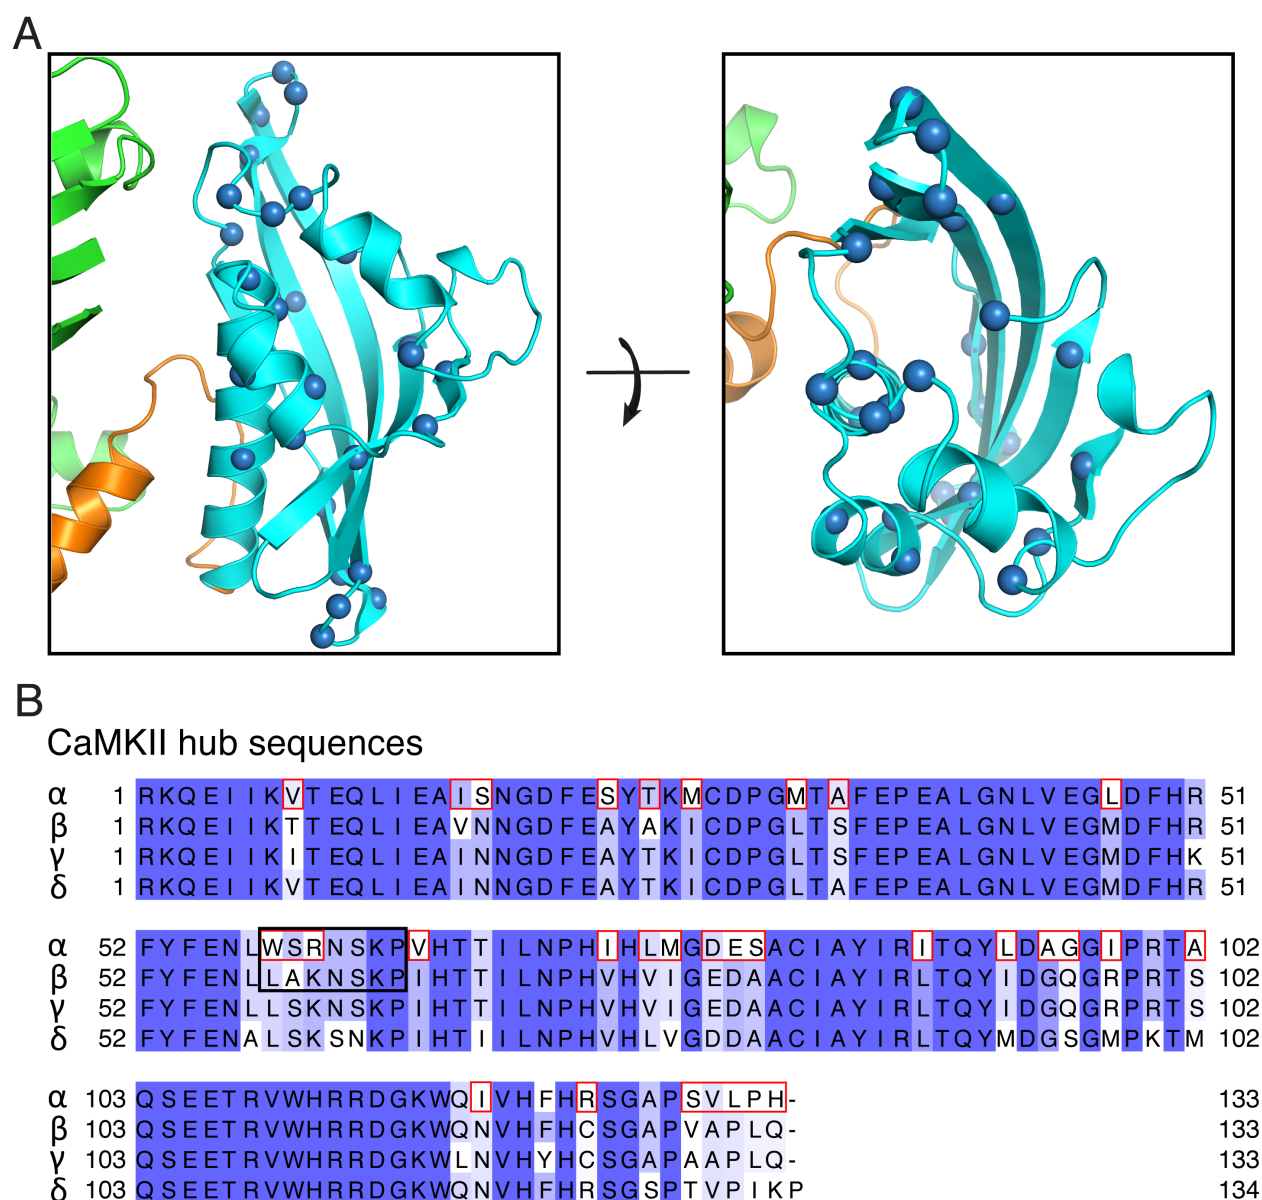 A
B
CaMKII hub sequences
α 1 RKQEIIKVTEQLIEAISNGDFESYTKMCDPGMTAFEPEALGNLVEGLDFHR 51
β 1 RKQEIIKTTEQLIEAVNNGDFEAYAKICDPGLTSFEPEALGNLVEGMDFHR 51
γ 1 RKQEIIKITEQLIEAINNGDFEAYTKICDPGLTSFEPEALGNLVEGMDFHK 51
δ 1 RKQEIIKVTEQLIEAINNGDFEAYTKICDPGLTAFEPEALGNLVEGMDFHR 51
α 52 FYFENLWSRNSKPVHTTILNPHIHLMGDESACIAYIRITQYLDAGGIPRTA 102
β 52 FYFENLLAKNSKPIHTTILNPHVHVIGEDAACIAYIRLTQYIDGQGRPRTS 102
γ 52 FYFENLLSKNSKPIHTTILNPHVHVIGEDAACIAYIRLTQYIDGQGRPRTS 102
δ 52 FYFENALSKSNKPIHTIILNPHVHLVGDDAACIAYIRLTQYMDGSGMPKTM 102
α 103 QSEETRVWHRRDGKWQIVHFHRSGAPSVLPH- 133
β 103 QSEETRVWHRRDGKWQNVHFHCSGAPVAPLQ- 133
γ 103 QSEETRVWHRRDGKWLNVHYHCSGAPAAPLQ- 133
δ 103 QSEETRVWHRRDGKWQNVHFHRSGSPTVPIKP 134